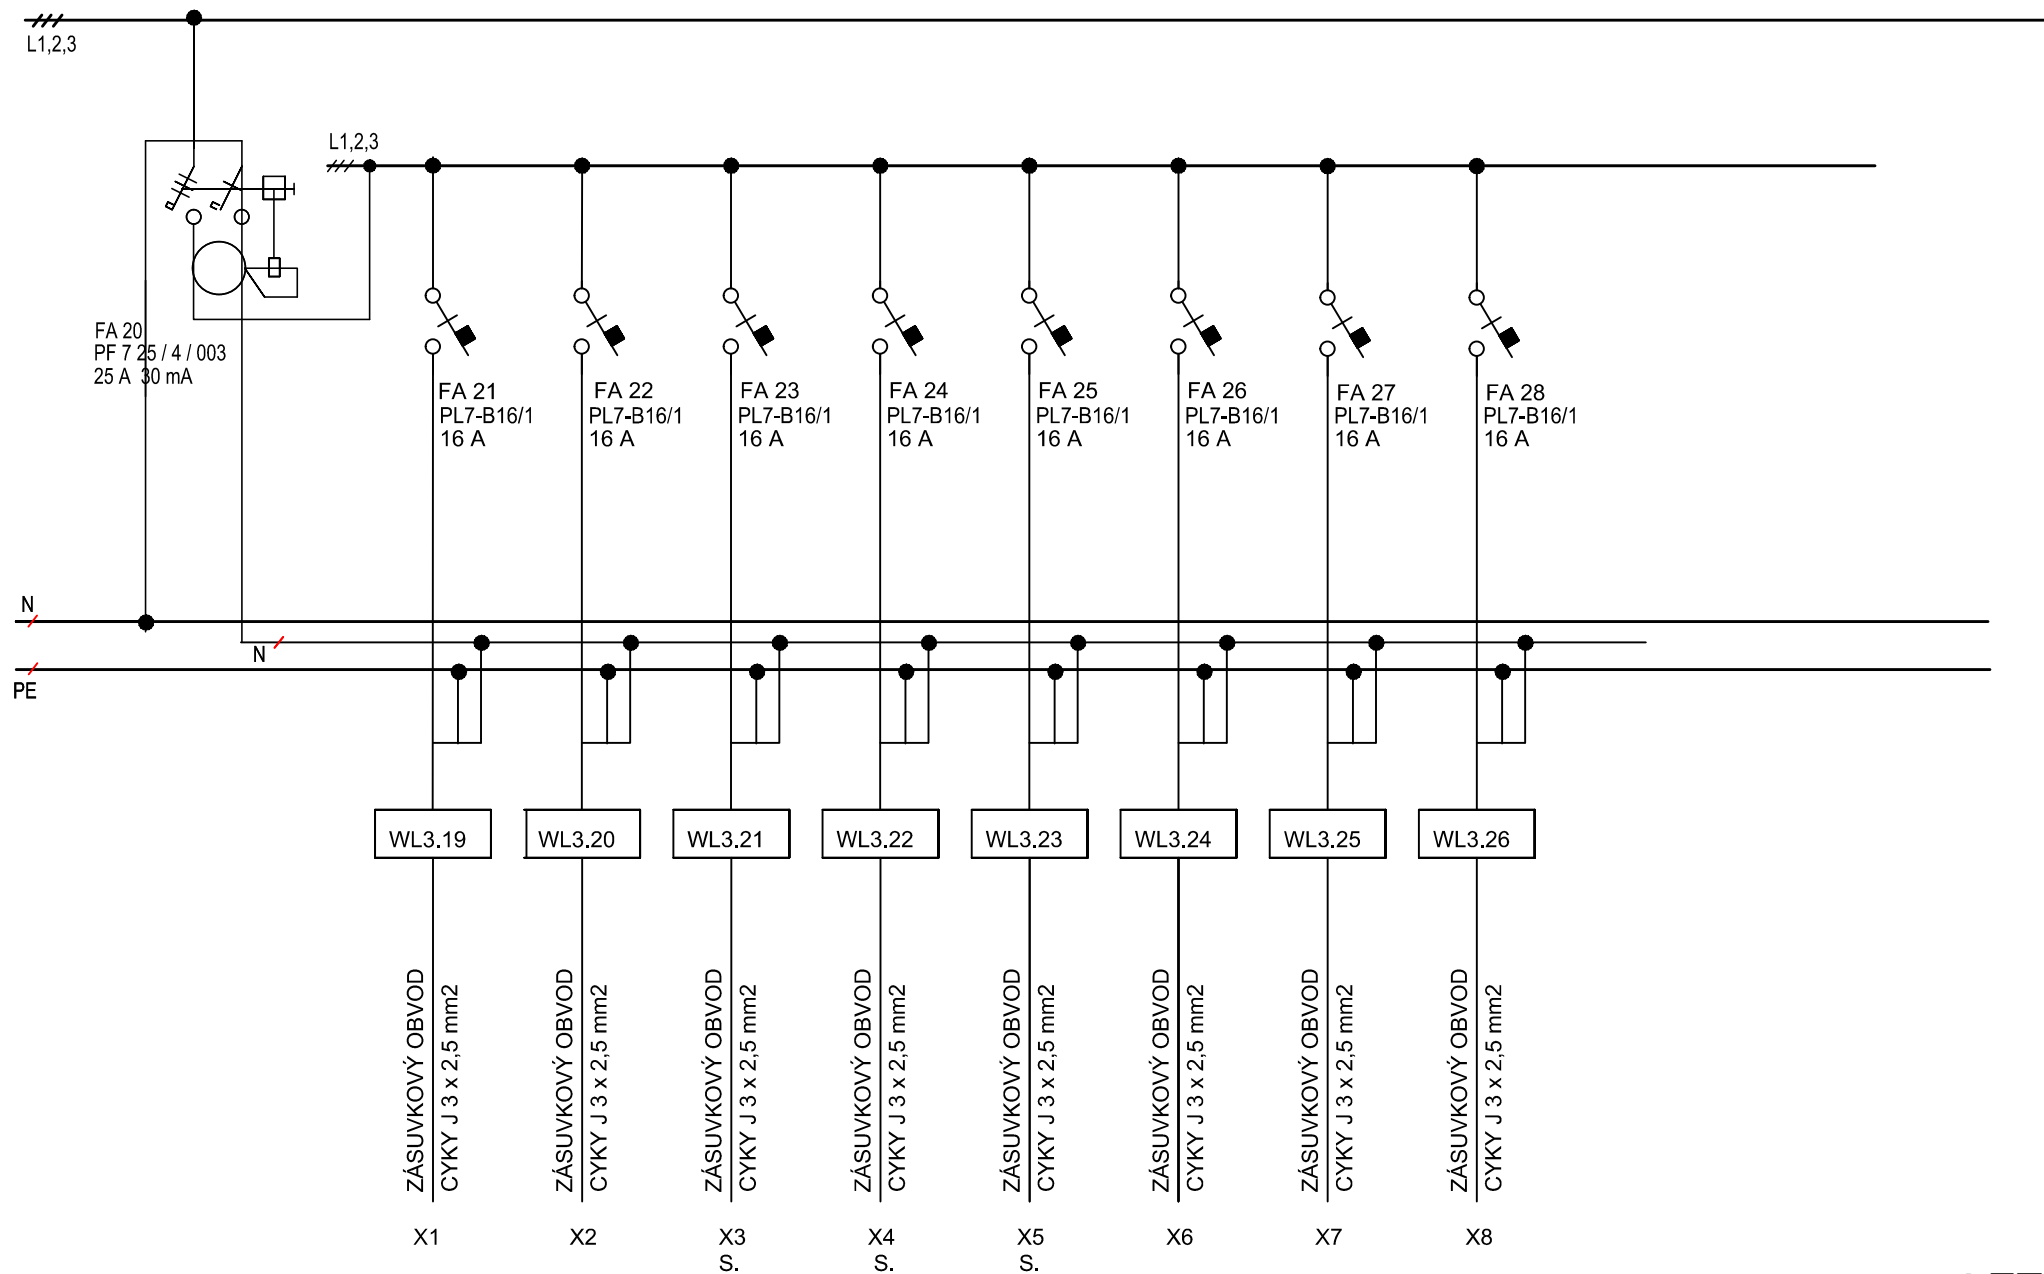 L1,2,3
L1,2,3
FA 20
PF 7 25 / 4 / 003
25 A 30 mA
FA 21
PL7-B16/1
16 A
FA 22
PL7-B16/1
16 A
FA 23
PL7-B16/1
16 A
FA 24
PL7-B16/1
16 A
FA 25
PL7-B16/1
16 A
FA 26
PL7-B16/1
16 A
FA 27
PL7-B16/1
16 A
FA 28
PL7-B16/1
16 A
N
N
PE
WL3.19
WL3.20
WL3.21
WL3.22
WL3.23
WL3.24
WL3.25
WL3.26
ZÁSUVKOVÝ OBVOD
CYKY J 3 x 2,5 mm2
ZÁSUVKOVÝ OBVOD
CYKY J 3 x 2,5 mm2
ZÁSUVKOVÝ OBVOD
CYKY J 3 x 2,5 mm2
ZÁSUVKOVÝ OBVOD
CYKY J 3 x 2,5 mm2
ZÁSUVKOVÝ OBVOD
CYKY J 3 x 2,5 mm2
ZÁSUVKOVÝ OBVOD
CYKY J 3 x 2,5 mm2
ZÁSUVKOVÝ OBVOD
CYKY J 3 x 2,5 mm2
ZÁSUVKOVÝ OBVOD
CYKY J 3 x 2,5 mm2
X1
X2
X3
S.
X4
S.
X5
S.
X6
X7
X8